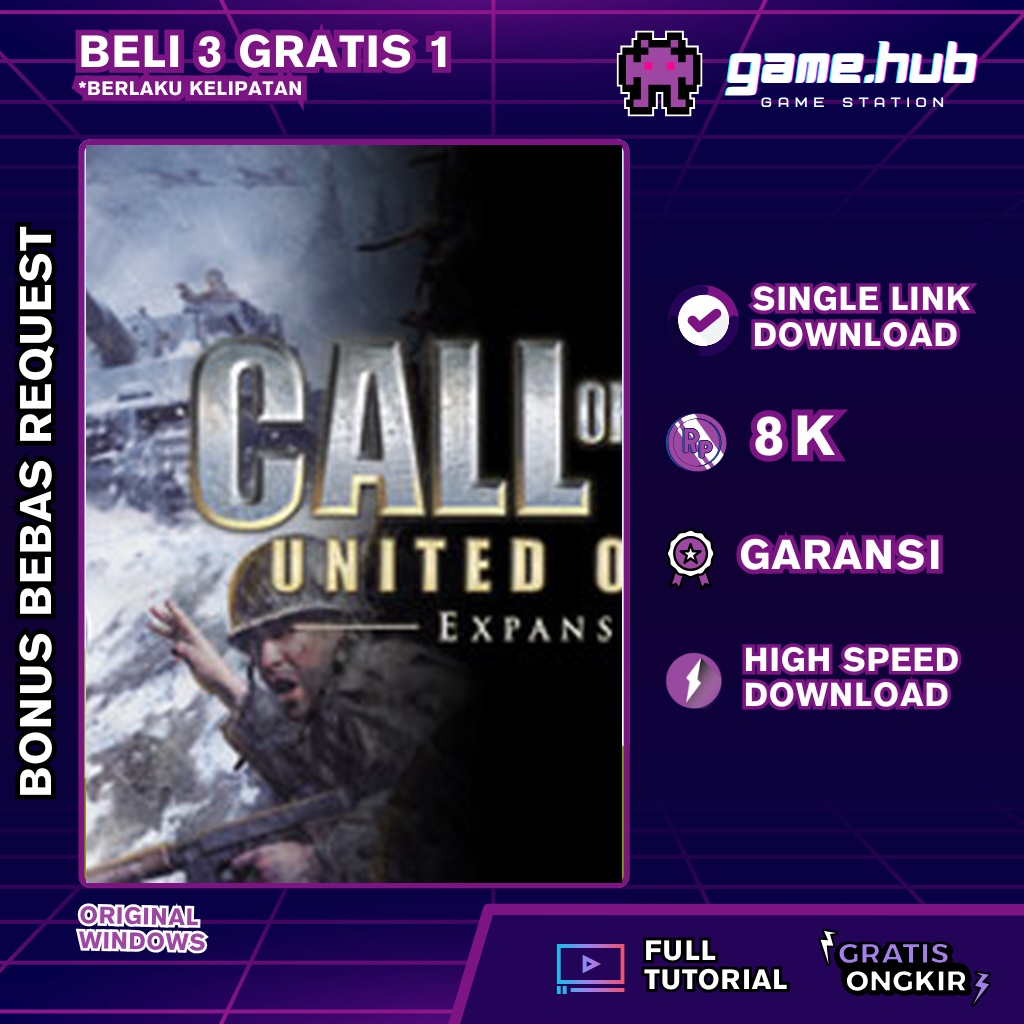 BELI 3 GRATIS 1
*BERLAKU KELIPATAN
game.hub
GAME STATION
BONUS BEBAS REQUEST
CALL OF
UNITED O
EXPANS
SINGLE LINK
DOWNLOAD
Rp
8K
GARANSI
HIGH SPEED
DOWNLOAD
ORIGINAL
WINDOWS
FULL
TUTORIAL
GRATIS
ONGKIR